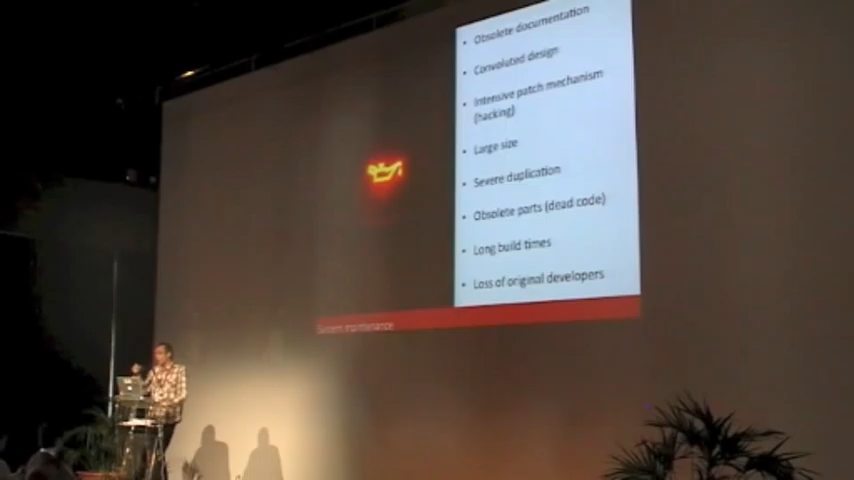 • Obsolete documentation
• Convoluted design
• Intensive patch mechanism
(hacking)
• Large size
• Severe duplication
• Obsolete parts (dead code)
• Long build times
• Loss of original developers
System maintenance